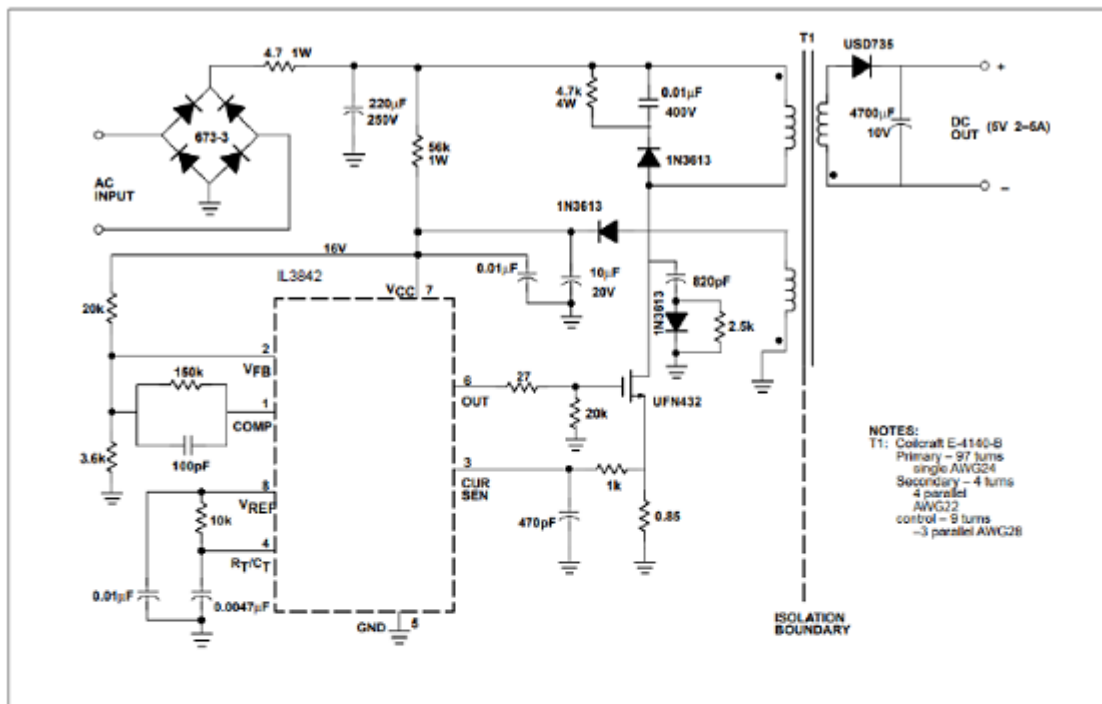 T1
USD735
4.7 1W
+
220μF
250V
4.7k
4W
0.01μF
400V
4700μF
10V
DC
OUT (5V 2–5A)
673-3
56k
1W
1N3613
AC
INPUT
–
1N3613
16V
IL3842
0.01μF
10μF
20V
820pF
VCC 7
1N3613
2.5k
20k
2
VFB
150k
6
OUT
27
UFN432
1
COMP
20k
100pF
3.6k
3
CUR
SEN
1k
8
VREF
10k
470pF
0.85
4
RT/CT
0.01μF
0.0047μF
GND 5
ISOLATION
BOUNDARY
NOTES:
T1: Coilcraft E-4140-B
Primary – 97 turns
single AWG24
Secondary – 4 turns
4 parallel
AWG22
control – 9 turns
–3 parallel AWG28